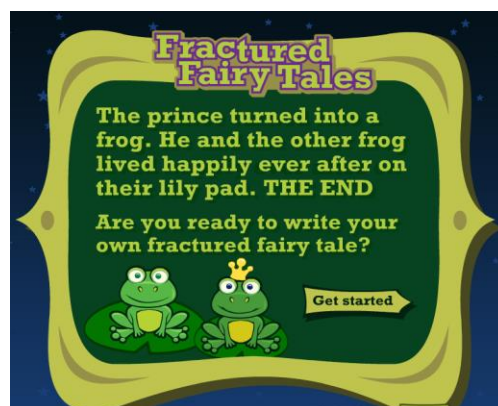 Fractured
Fairy Tales
The prince turned into a
frog. He and the other frog
lived happily ever after on
their lily pad. THE END
Are you ready to write your
own fractured fairy tale?
Get started